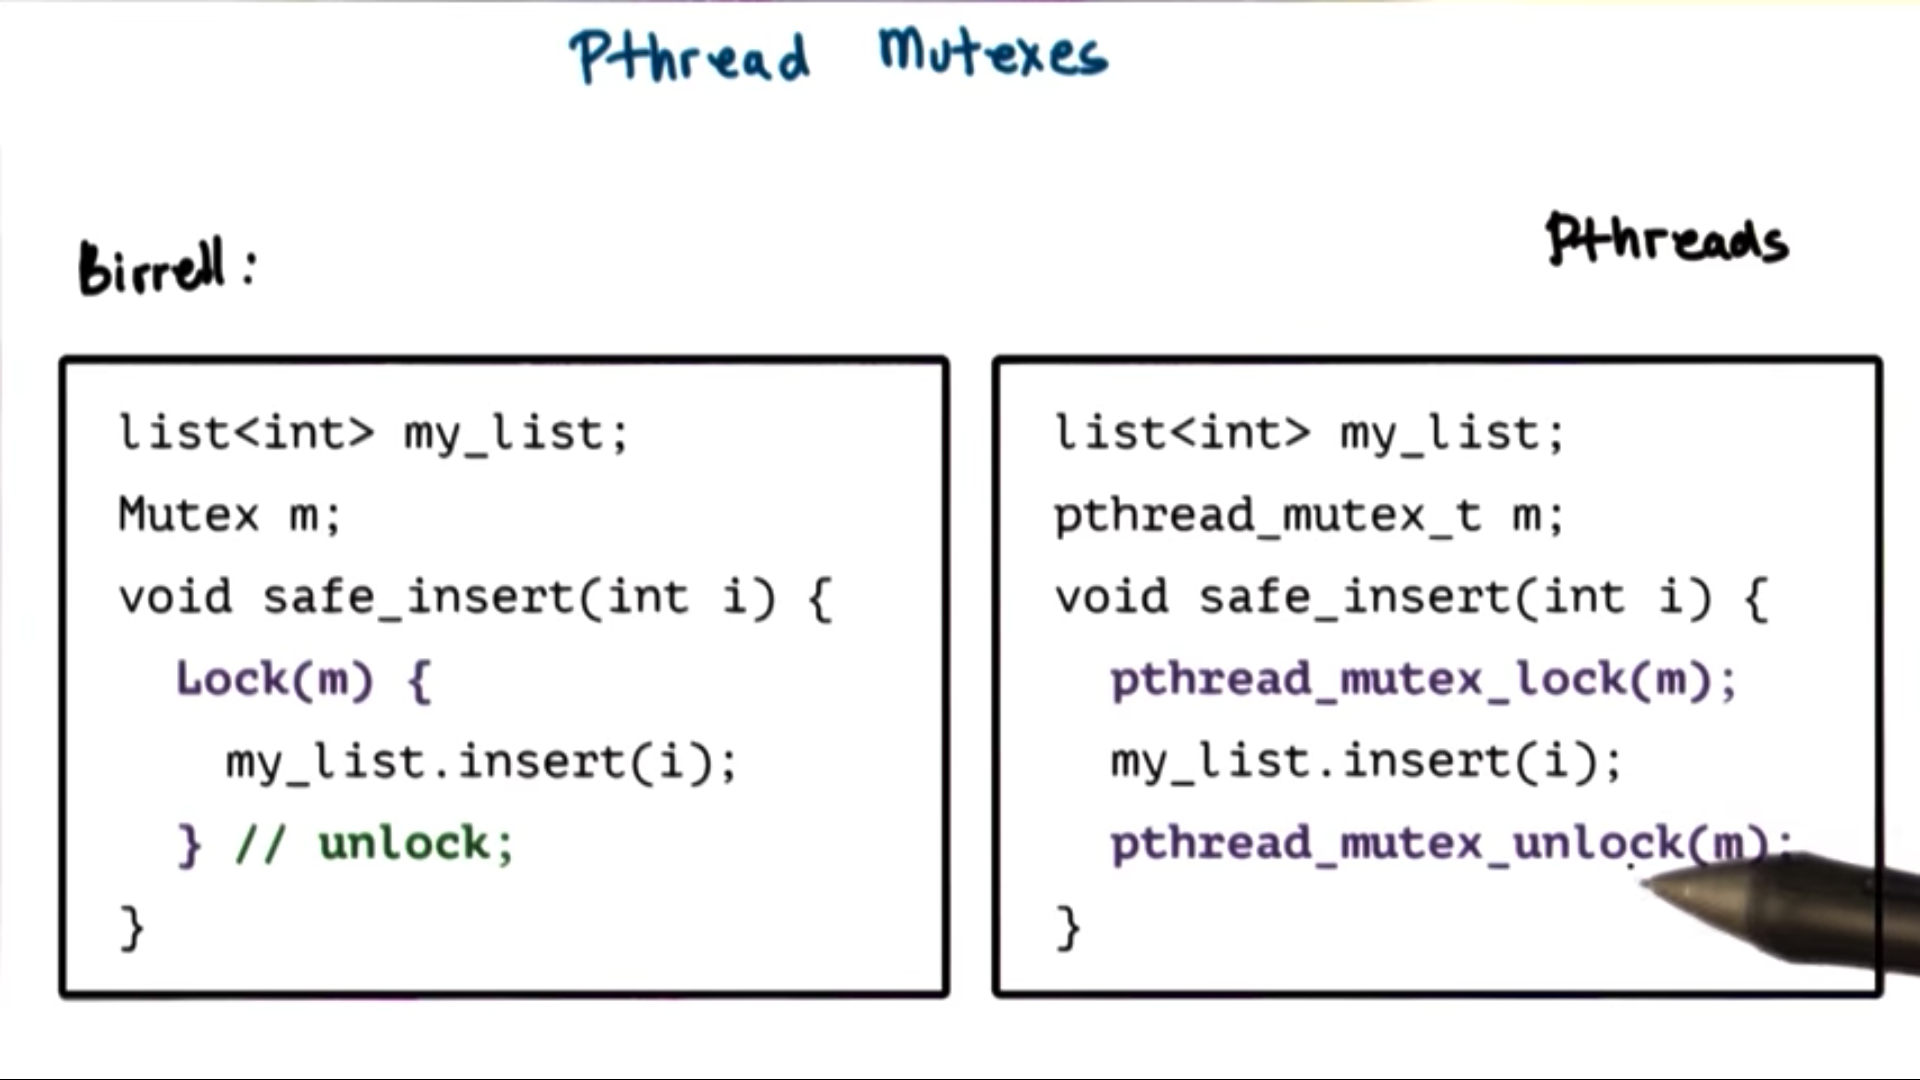 Pthread Mutexes
Birrell:
list<int> my_list;
Mutex m;
void safe_insert(int i) {
Lock(m) {
my_list.insert(i);
} // unlock;
}
Pthreads
list<int> my_list;
pthread_mutex_t m;
void safe_insert(int i) {
pthread_mutex_lock(m);
my_list.insert(i);
pthread_mutex_unlock(m);
}